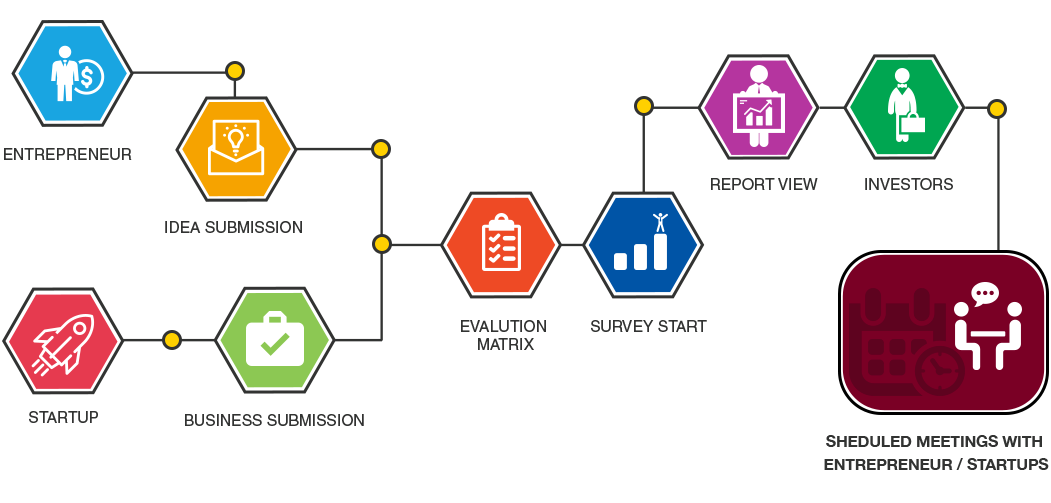 ENTREPRENEUR
IDEA SUBMISSION
STARTUP
BUSINESS SUBMISSION
EVALUTION
MATRIX
SURVEY START
REPORT VIEW
INVESTORS
SHEDULED MEETINGS WITH
ENTREPRENEUR / STARTUPS